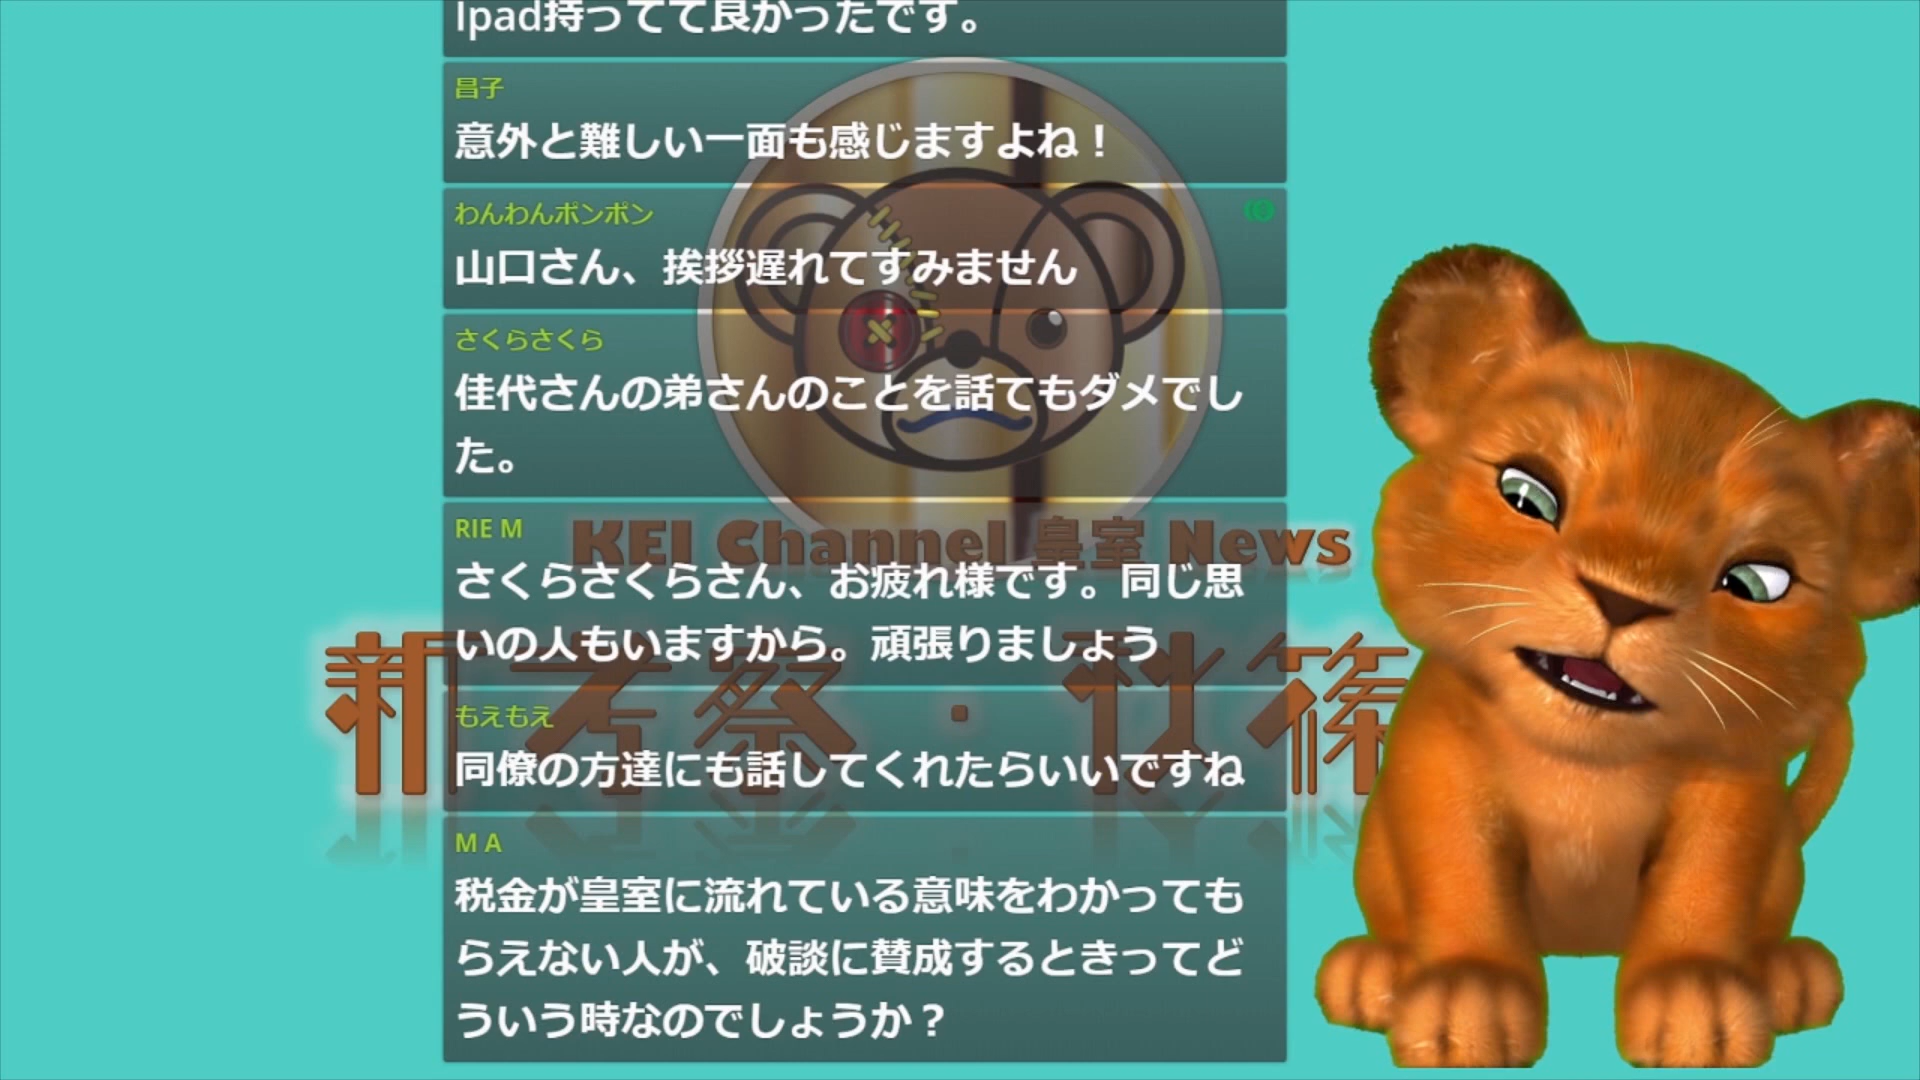 Ipad持ってて良かったです。
昌子
意外と難しい一面も感じますよね！
わんわんポンポン
山口さん、挨拶遅れてすみません
さくらさくら
佳代さんの弟さんのことを話てもダメでし
た。
RIE M
KEI Channel 皇室 News
さくらさくらさん、お疲れ様です。同じ思
いの人もいますから。頑張りましょう
新考察・秋篠
もえもえ
同僚の方達にも話してくれたらいいですね
M A
税金が皇室に流れている意味をわかっても
らえない人が、破談に賛成するときってど
ういう時なのでしょうか？